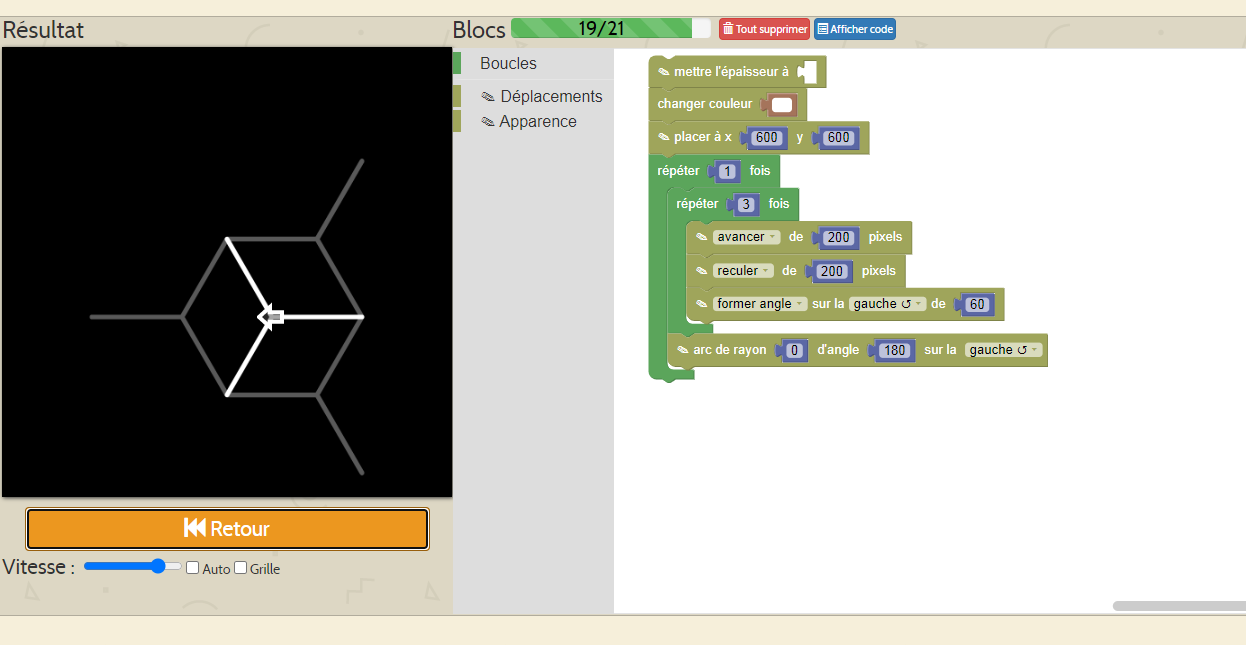 Résultat
Blocs 19/21 Tout supprimer Afficher code
Boucles
Déplacements
Apparence
mettre l'épaisseur à
changer couleur
placer à x 600 y 600
répéter 1 fois
répéter 3 fois
avancer de 200 pixels
reculer de 200 pixels
former angle sur la gauche ↺ de 60
arc de rayon 0 d'angle 180 sur la gauche ↺
Retour
Vitesse : Auto Grille